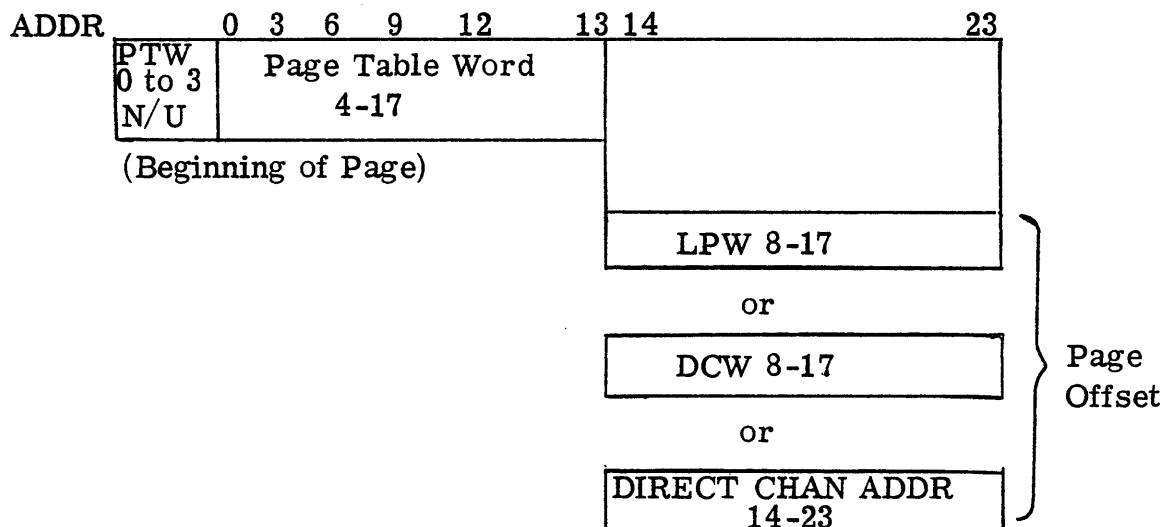 ADDR 0 3 6 9 12 13 14 23
PTW
0 to 3
N/U
Page Table Word
4-17
(Beginning of Page)
LPW 8-17
or
DCW 8-17
or
DIRECT CHAN ADDR
14-23
Page
Offset